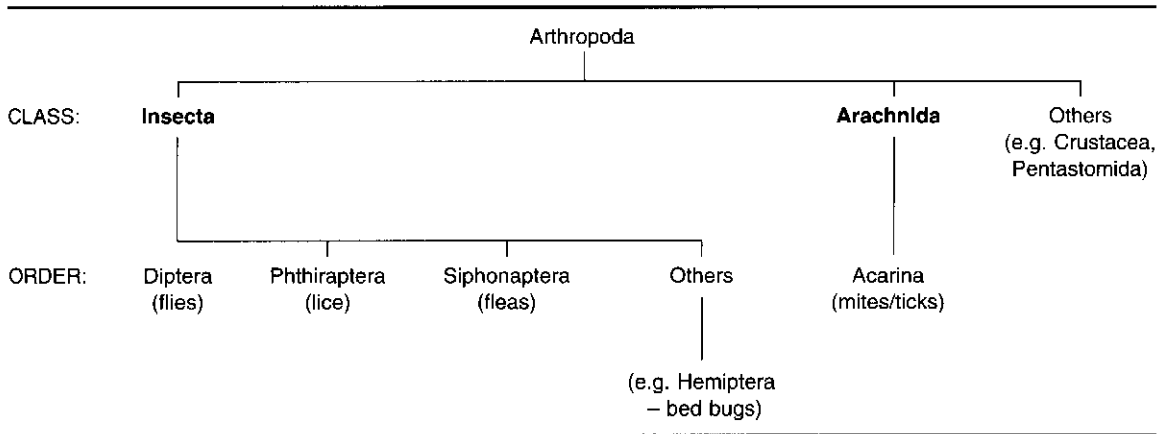 Arthropoda
CLASS: Insecta Arachnida Others
(e.g. Crustacea,
Pentastomida)
ORDER: Diptera Phthiraptera Siphonaptera Others Acarina
(flies) (lice) (fleas) (mites/ticks)
(e.g. Hemiptera
– bed bugs)